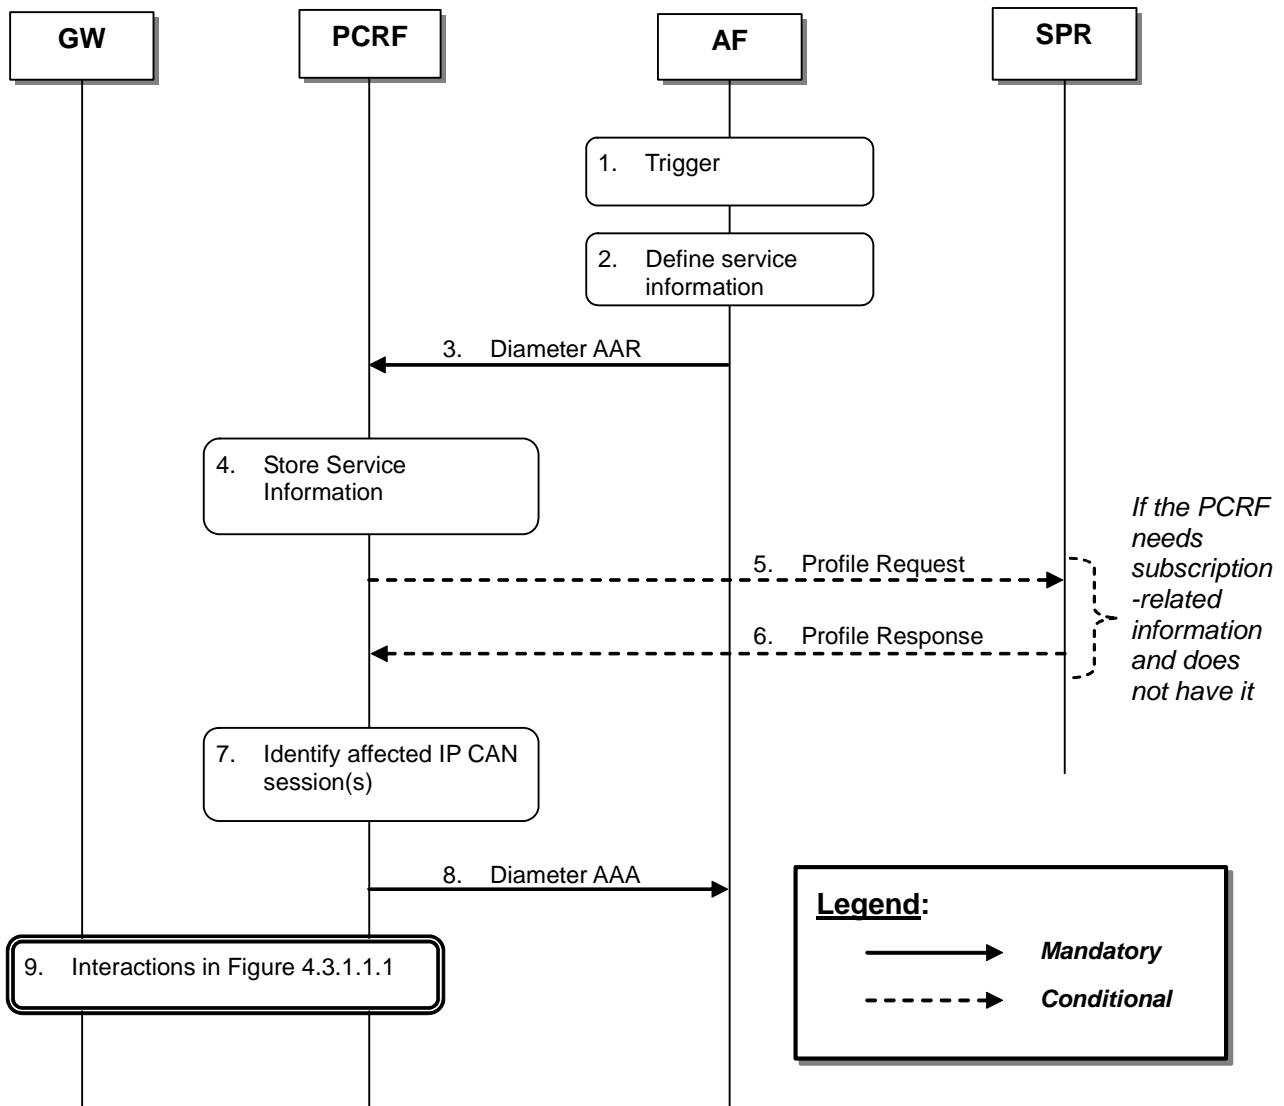 GW
PCRF
AF
SPR
1. Trigger
2. Define service
information
3. Diameter AAR
4. Store Service
Information
5. Profile Request
6. Profile Response
If the PCRF
needs
subscription
-related
information
and does
not have it
7. Identify affected IP CAN
session(s)
8. Diameter AAA
9. Interactions in Figure 4.3.1.1.1
Legend:
Mandatory
Conditional